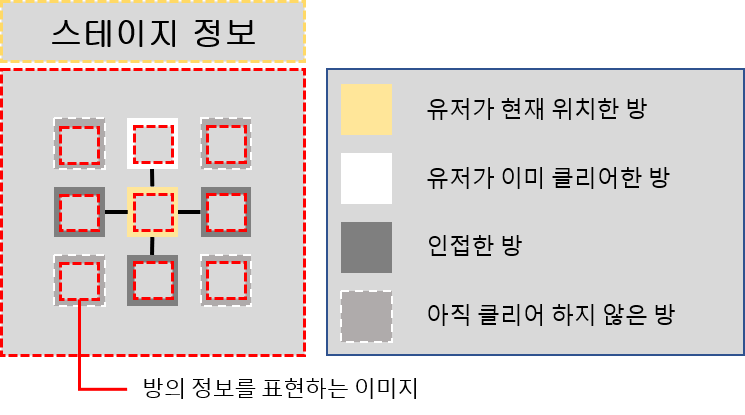 스테이지 정보
유저가 현재 위치한 방
유저가 이미 클리어한 방
인접한 방
아직 클리어 하지 않은 방
방의 정보를 표현하는 이미지